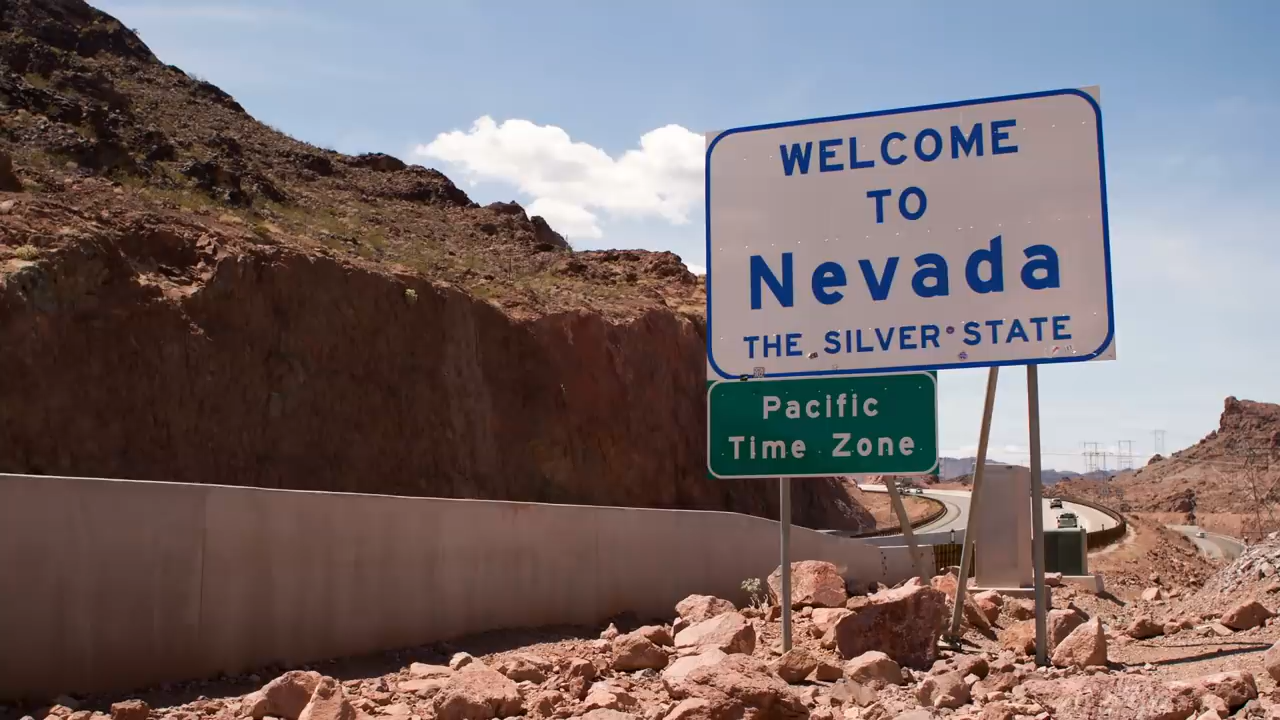 WELCOME
TO
Nevada
THE SILVER STATE
Pacific
Time Zone